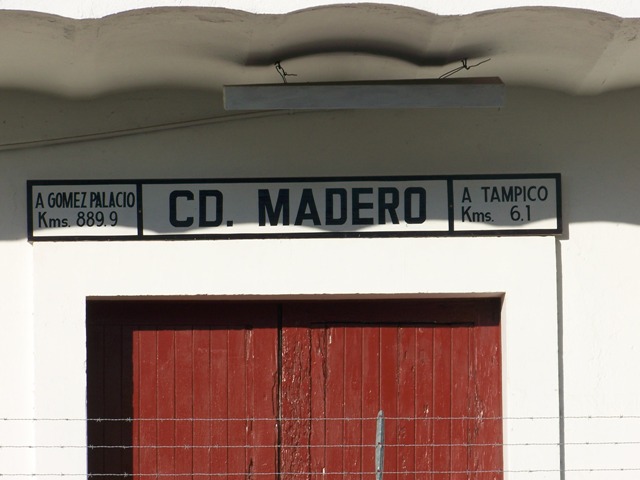 A GOMEZ PALACIO
Kms. 889.9
CD. MADERO
A TAMPICO
Kms. 6.1